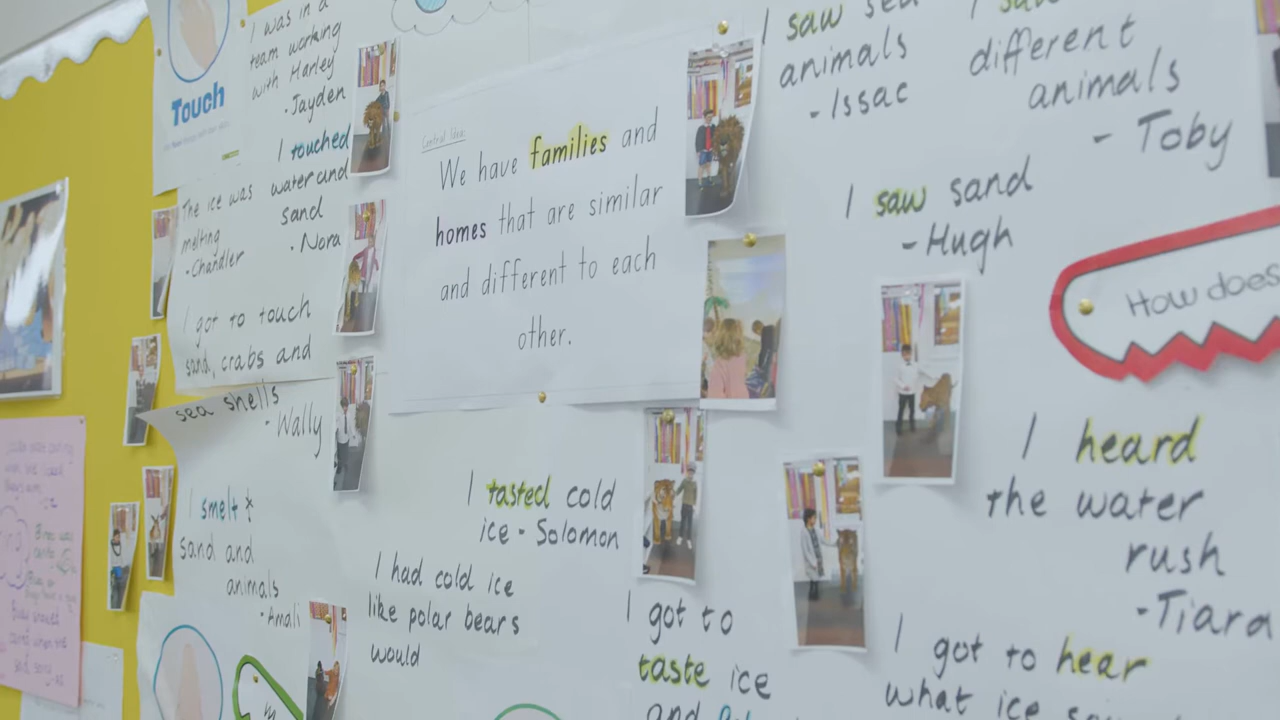 Touch
I was in a
team working
with Harley
- Jayden
I touched
water and
sand
- Nora
The ice was
melting
- Chandler
I got to touch
sand, crabs and
sea shells
- Wally
I smelt
sand and
animals
- Amali
Central Idea:
We have families and
homes that are similar
and different to each
other.
I tasted cold
ice - Solomon
I had cold ice
like polar bears
would
I got to
taste ice
and
I saw sea
animals
- Issac
I saw
different
animals
- Toby
I saw sand
- Hugh
How does
I heard
the water
rush
- Tiara
I got to hear
what ice